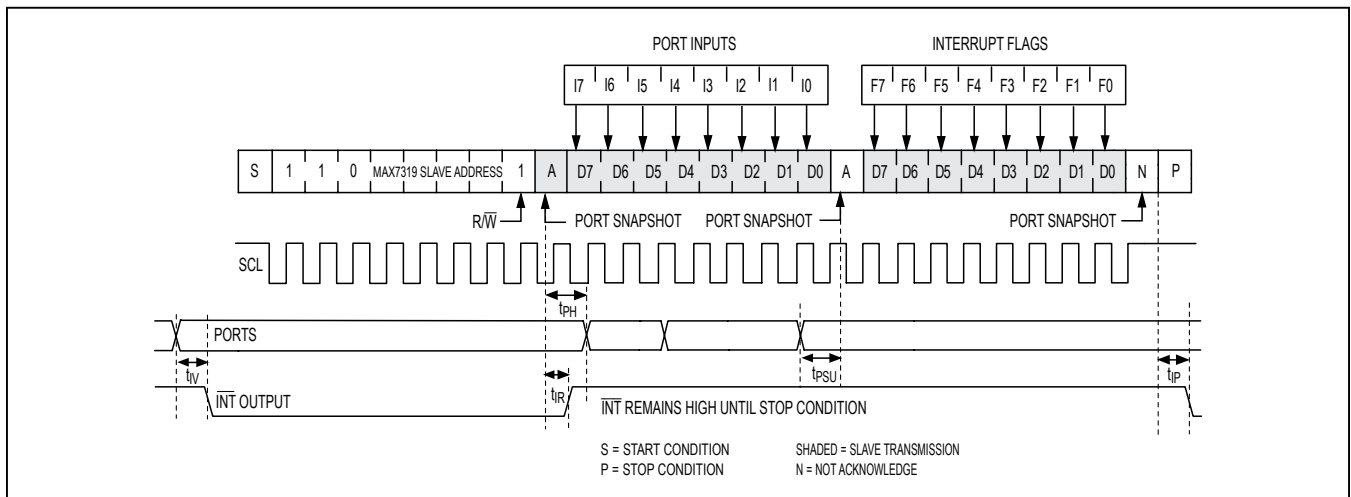 PORT INPUTS INTERRUPT FLAGS
I7 I6 I5 I4 I3 I2 I1 I0 F7 F6 F5 F4 F3 F2 F1 F0
S 1 1 0 MAX7319 SLAVE ADDRESS 1 A D7 D6 D5 D4 D3 D2 D1 D0 A D7 D6 D5 D4 D3 D2 D1 D0 N P
R/W̅ PORT SNAPSHOT PORT SNAPSHOT PORT SNAPSHOT
SCL
tPH
PORTS
tIV tIR tPSU tIP
I̅N̅T̅ OUTPUT I̅N̅T̅ REMAINS HIGH UNTIL STOP CONDITION
S = START CONDITION SHADED = SLAVE TRANSMISSION
P = STOP CONDITION N = NOT ACKNOWLEDGE